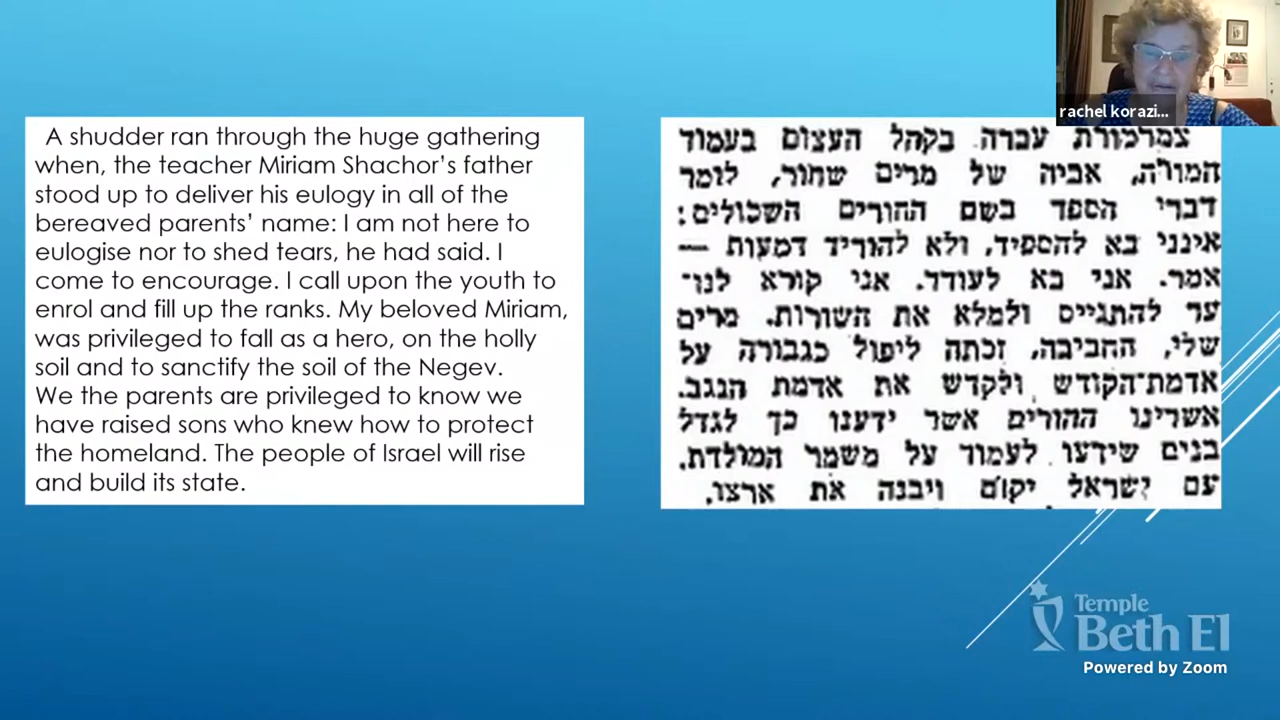 A shudder ran through the huge gathering
when, the teacher Miriam Shachor's father
stood up to deliver his eulogy in all of the
bereaved parents' name: I am not here to
eulogise nor to shed tears, he had said. I
come to encourage. I call upon the youth to
enrol and fill up the ranks. My beloved Miriam,
was privileged to fall as a hero, on the holly
soil and to sanctify the soil of the Negev.
We the parents are privileged to know we
have raised sons who knew how to protect
the homeland. The people of Israel will rise
and build its state.
צמרמורת עברה בקהל העצום בעמוד
המורה, אביה של מרים שחור, לומר
דברי הספד בשם ההורים השכולים:
אינני בא להספיד, ולא להוריד דמעות —
אמר. אני בא לעודד. אני קורא לנו־
ער להתגייס ולמלא את השורות. מרים
שלי, החביבה, זכתה ליפול כגבורה על
אדמת־הקודש ולקדש את אדמת הנגב.
אשרינו ההורים אשר ידענו כך לגדל
בנים שידעו לעמוד על משמר המולדת.
עם ישראל יקום ויבנה את ארצו.
rachel korazi...
Temple
Beth El
Powered by Zoom